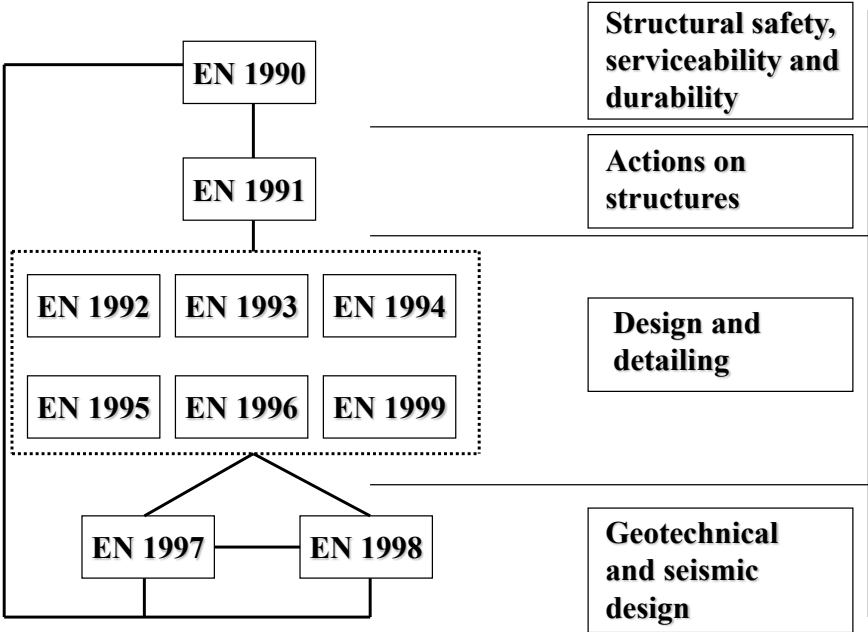 EN 1990
Structural safety,
serviceability and
durability
EN 1991
Actions on
structures
EN 1992
EN 1993
EN 1994
EN 1995
EN 1996
EN 1999
Design and
detailing
EN 1997
EN 1998
Geotechnical
and seismic
design